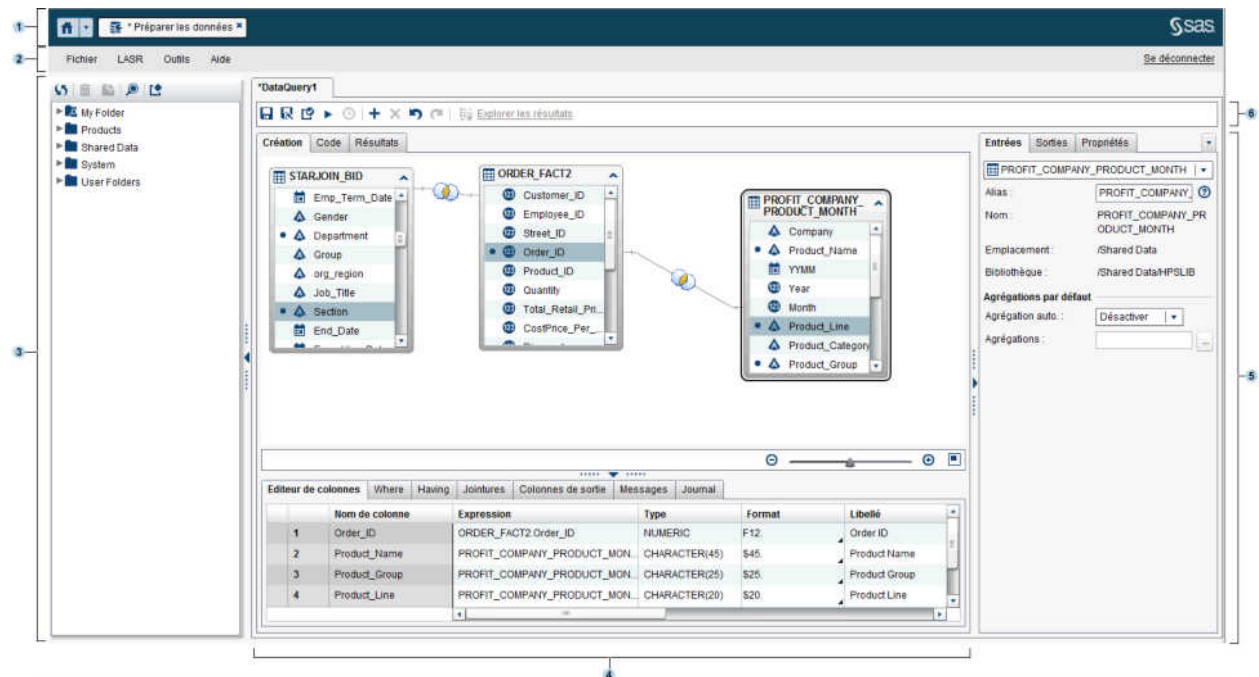 1
* Préparer les données
sas
2
Fichier LASR Outils Aide
Se déconnecter
3
My Folder
Products
Shared Data
System
User Folders
*DataQuery1
Explorer les résultats
6
Création Code Résultats
STARJOIN_BID
Emp_Term_Date
Gender
Department
Group
org_region
Job_Title
Section
End_Date
ORDER_FACT2
Customer_ID
Employee_ID
Street_ID
Order_ID
Product_ID
Quantity
Total_Retail_Pri...
CostPrice_Per_...
PROFIT_COMPANY_
PRODUCT_MONTH
Company
Product_Name
YYMM
Year
Month
Product_Line
Product_Category
Product_Group
Entrées Sorties Propriétés
PROFIT_COMPANY_PRODUCT_MONTH
Alias : PROFIT_COMPANY_
Nom : PROFIT_COMPANY_PR
ODUCT_MONTH
Emplacement : /Shared Data
Bibliothèque : /Shared Data/HPSLIB
Agrégations par défaut
Agrégation auto. : Désactiver
Agrégations : ...
5
Editeur de colonnes Where Having Jointures Colonnes de sortie Messages Journal
Nom de colonne Expression Type Format Libellé
1 Order_ID ORDER_FACT2.Order_ID NUMERIC F12. Order ID
2 Product_Name PROFIT_COMPANY_PRODUCT_MON... CHARACTER(45) $45. Product Name
3 Product_Group PROFIT_COMPANY_PRODUCT_MON... CHARACTER(25) $25. Product Group
4 Product_Line PROFIT_COMPANY_PRODUCT_MON... CHARACTER(20) $20. Product Line
4